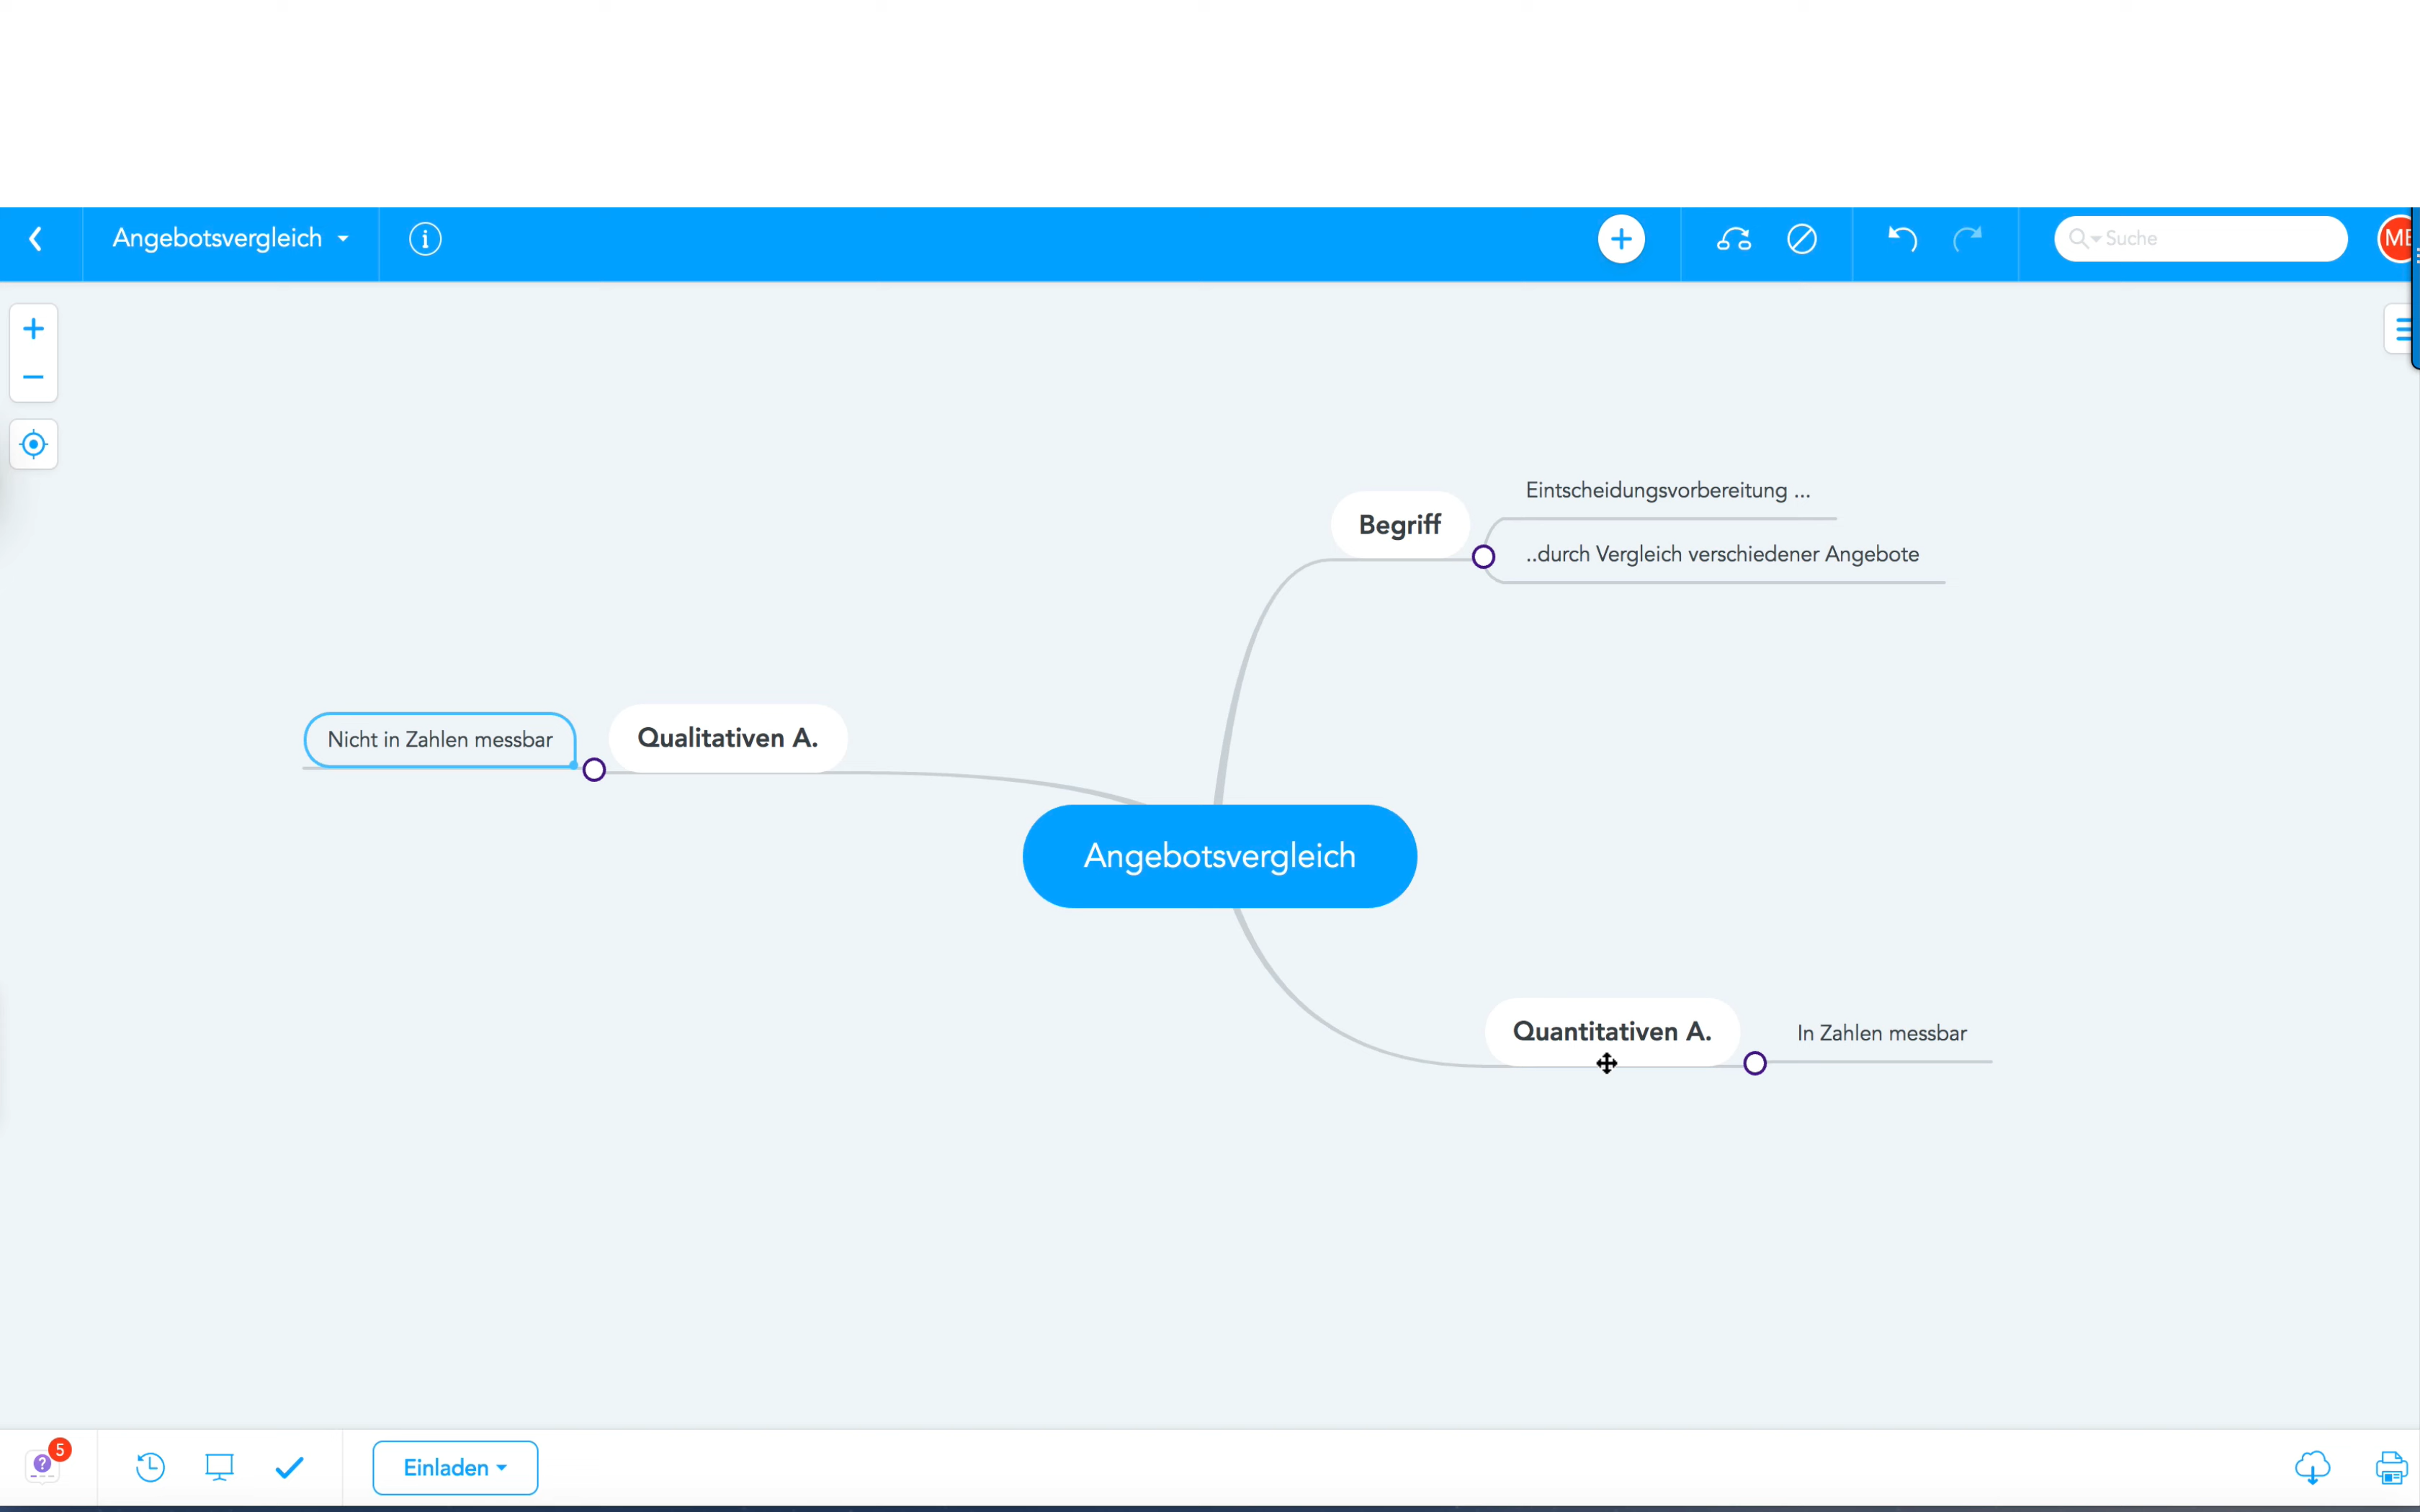 Angebotsvergleich
Suche
Eintscheidungsvorbereitung ...
Begriff
..durch Vergleich verschiedener Angebote
Nicht in Zahlen messbar
Qualitativen A.
Angebotsvergleich
Quantitativen A.
In Zahlen messbar
5
Einladen